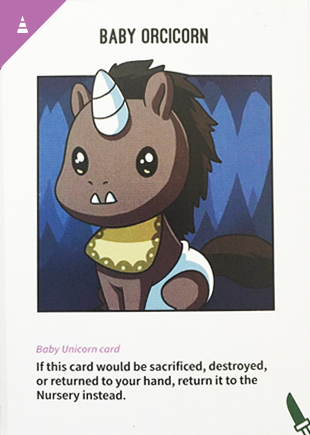 BABY ORCICORN
Baby Unicorn card
If this card would be sacrificed, destroyed,
or returned to your hand, return it to the
Nursery instead.